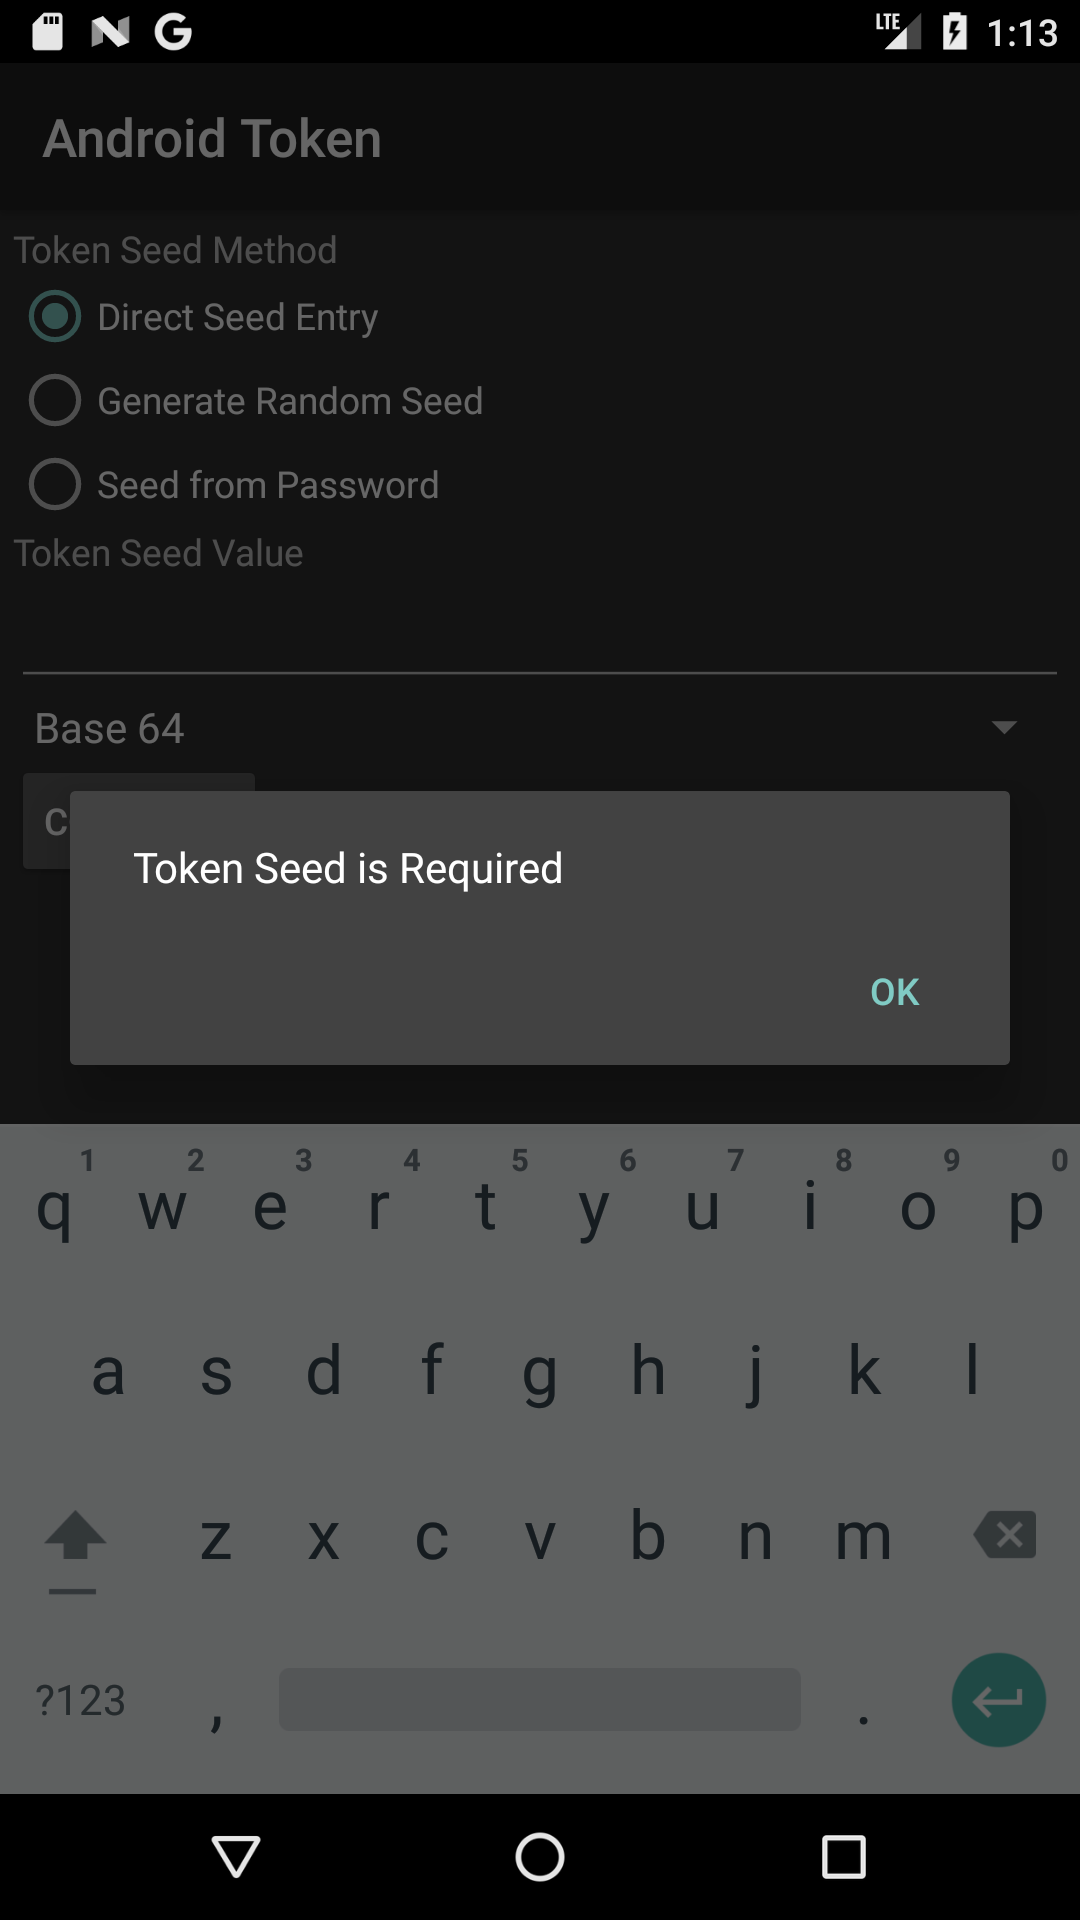 LTE 1:13
Android Token
Token Seed Method
Direct Seed Entry
Generate Random Seed
Seed from Password
Token Seed Value
Base 64
C
Token Seed is Required
OK
1 2 3 4 5 6 7 8 9 0
q w e r t y u i o p
a s d f g h j k l
z x c v b n m
?123 , .